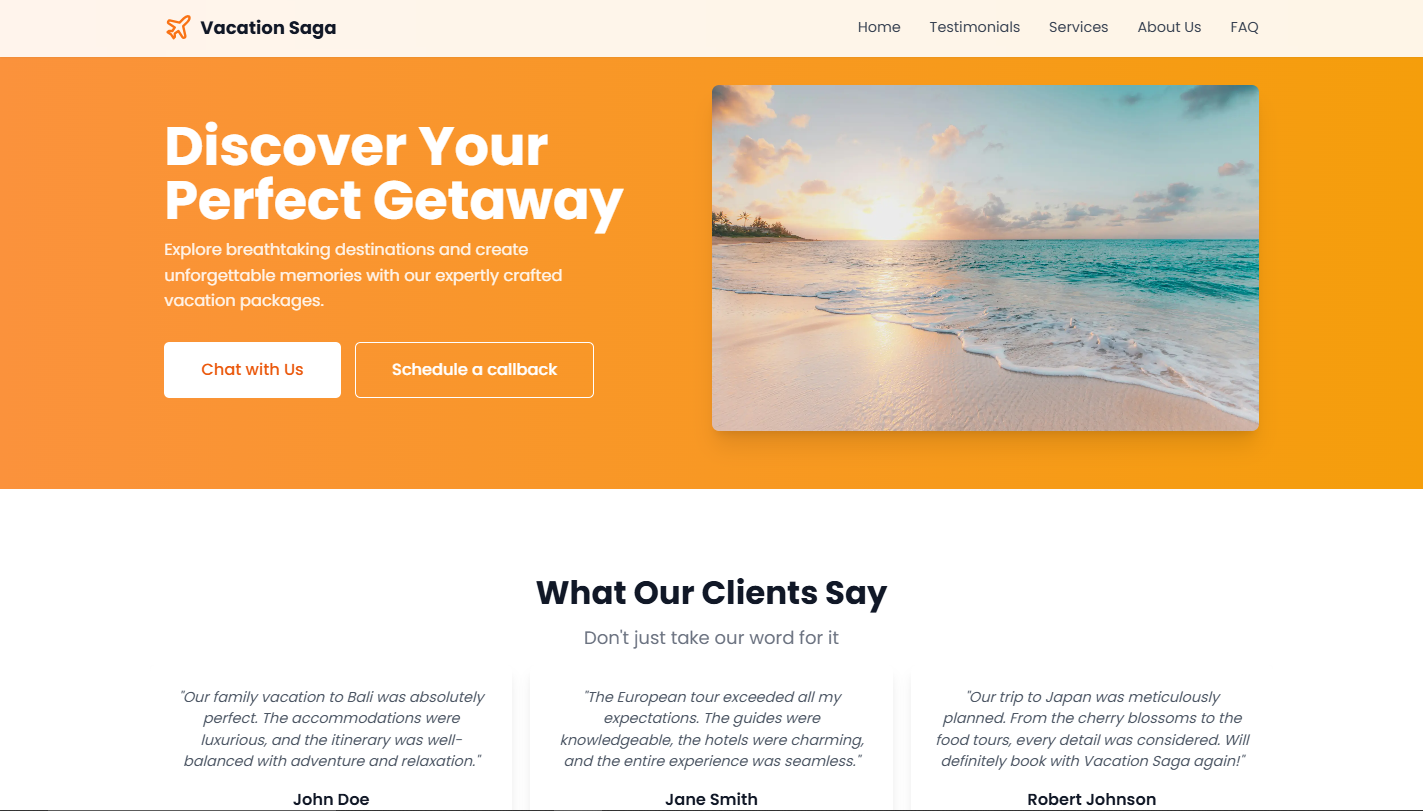 Vacation Saga
Home Testimonials Services About Us FAQ
Discover Your
Perfect Getaway
Explore breathtaking destinations and create
unforgettable memories with our expertly crafted
vacation packages.
Chat with Us
Schedule a callback
What Our Clients Say
Don't just take our word for it
"Our family vacation to Bali was absolutely
perfect. The accommodations were
luxurious, and the itinerary was well-
balanced with adventure and relaxation."
John Doe
"The European tour exceeded all my
expectations. The guides were
knowledgeable, the hotels were charming,
and the entire experience was seamless."
Jane Smith
"Our trip to Japan was meticulously
planned. From the cherry blossoms to the
food tours, every detail was considered. Will
definitely book with Vacation Saga again!"
Robert Johnson